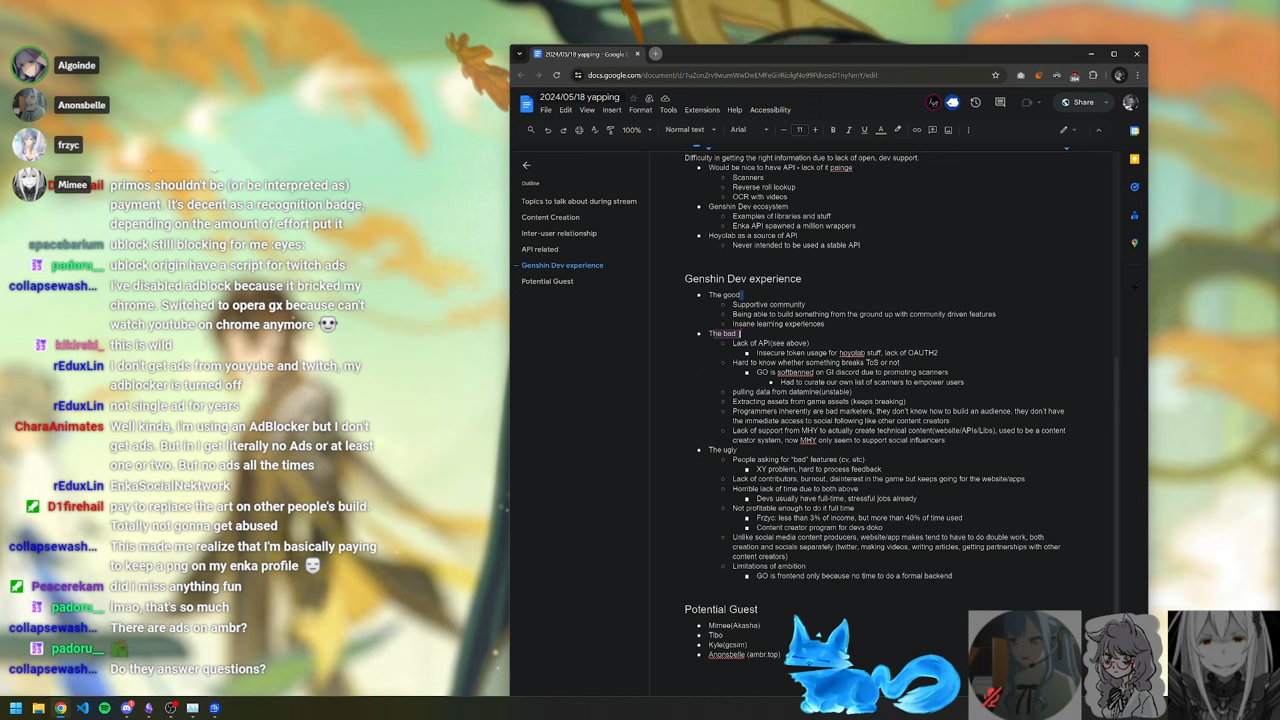 Algoinde
Anonsbelle
frzyc
Mimee
primos shouldn't be (or be interpreted as)
payment. It's decent as a recognition badge,
depending on the amount of effort put it
spacebarium ublock still blocking for me :eyes:
padoru__ ublock origin have a script for twitch ads
collapsewash... I've disabled adblock because it bricked my
chrome. Switched to opera gx because can't
watch youtube on chrome anymore
kikiroki_ this is wild
rEduxLin I don't get ads from youyube and twitch, my
adblocker is turned off
rEduxLin not single ad for years
CharaAnimates Well kinda, I'm using an AdBlocker but I don't
get ads. But in I get literally no Ads or at least
one or two. But no ads all the times
rEduxLin EnkaSocialNektwork
D1firehail pay to replace the art on other people's build.
Totally not gonna get abused
collapsewash... This made me realize that I'm basically paying
to keep a png on my enka profile
Peacerekam did i miss anything fun
padoru__ lmao, that's so much
collapsewash... There are ads on ambr?
padoru__
collapsewash... Do they answer questions?
2024/05/18 yapping - Google D
2024/05/18 yapping
File Edit View Insert Format Tools Extensions Help Accessibility
Share
100% Normal text Arial 11
Outline
Topics to talk about during stream
Content Creation
Inter-user relationship
API related
Genshin Dev experience
Potential Guest
Difficulty in getting the right information due to lack of open, dev support.
Would be nice to have API - lack of it painge
Scanners
Reverse roll lookup
OCR with videos
Genshin Dev ecosystem
Examples of libraries and stuff
Enka API spawned a million wrappers
Hoyolab as a source of API
Never intended to be used a stable API
Genshin Dev experience
The good
Supportive community
Being able to build something from the ground up with community driven features
Insane learning experiences
The bad
Lack of API(see above)
Insecure token usage for hoyolab stuff, lack of OAUTH2
Hard to know whether something breaks ToS or not
GO is softbanned on GI discord due to promoting scanners
Had to curate our own list of scanners to empower users
pulling data from datamine(unstable)
Extracting assets from game assets (keeps breaking)
Programmers inherently are bad marketers, they don't know how to build an audience, they don't have
the immediate access to social following like other content creators
Lack of support from MHY to actually create technical content(website/APIs/Libs), used to be a content
creator system, now MHY only seem to support social influencers
The ugly
People asking for "bad" features (cv, etc)
XY problem, hard to process feedback
Lack of contributors, burnout, disinterest in the game but keeps going for the website/apps
Horrible lack of time due to both above
Devs usually have full-time, stressful jobs already
Not profitable enough to do it full time
Frzyc: less than 3% of income, but more than 40% of time used
Content creator program for devs doko
Unlike social media content producers, website/app makes tend to have to do double work, both
creation and socials separately (twitter, making videos, writing articles, getting partnerships with other
content creators)
Limitations of ambition
GO is frontend only because no time to do a formal backend
Potential Guest
Mimee(Akasha)
Tibo
Kyle(gcsim)
Anonsbelle (ambr.top)